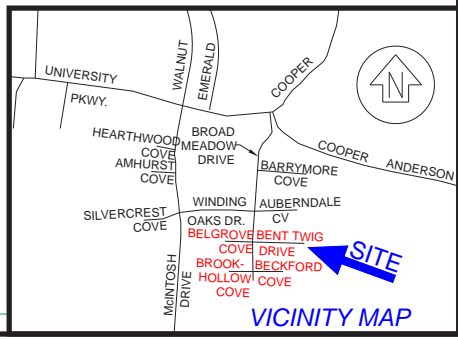 UNIVERSITY
PKWY.
WALNUT
EMERALD
COOPER
N
HEARTHWOOD
COVE
AMHURST
COVE
BROAD
MEADOW
DRIVE
BARRYMORE
COVE
COOPER ANDERSON
SILVERCREST
COVE
WINDING
OAKS DR.
AUBERNDALE
CV
BELGROVE
COVE
BENT TWIG
DRIVE
BROOK-
HOLLOW
COVE
BECKFORD
COVE
McINTOSH
DRIVE
SITE
VICINITY MAP